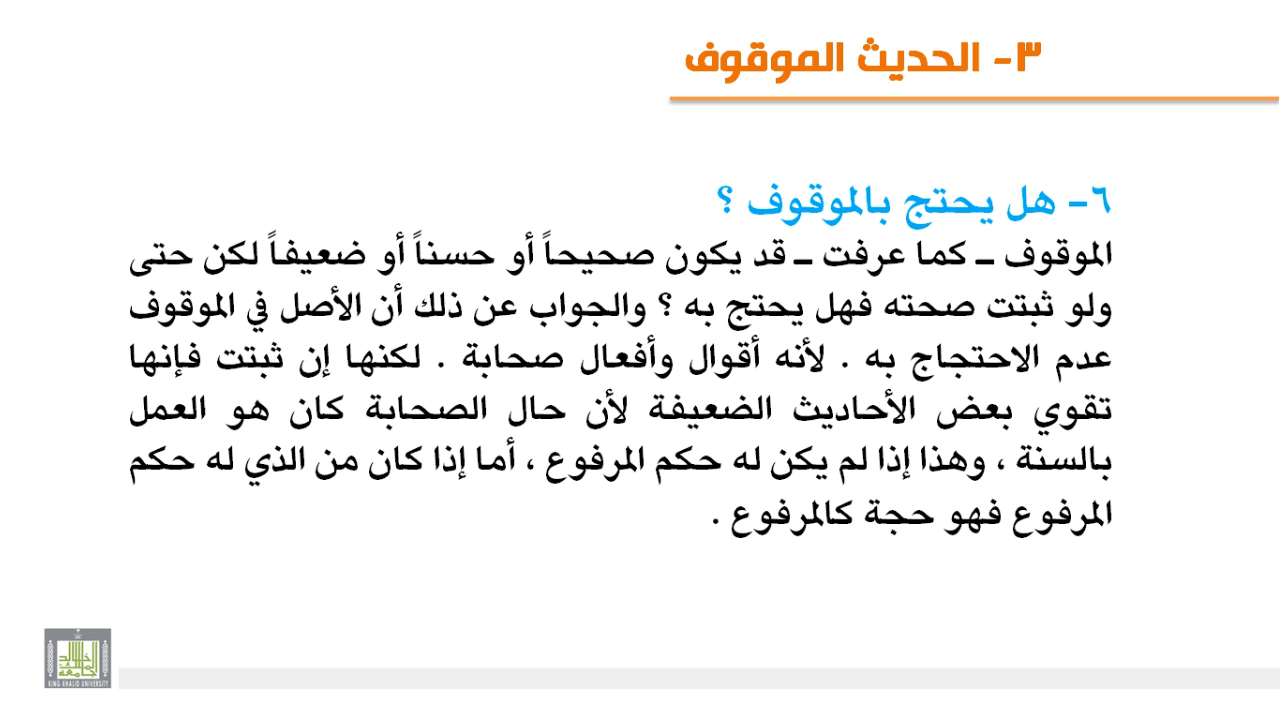 ٣- الحديث الموقوف
٦- هل يحتج بالموقوف ؟
الموقوف ـ كما عرفت ـ قد يكون صحيحاً أو حسناً أو ضعيفاً لكن حتى
ولو ثبتت صحته فهل يحتج به ؟ والجواب عن ذلك أن الأصل في الموقوف
عدم الاحتجاج به . لأنه أقوال وأفعال صحابة . لكنها إن ثبتت فإنها
تقوي بعض الأحاديث الضعيفة لأن حال الصحابة كان هو العمل
بالسنة ، وهذا إذا لم يكن له حكم المرفوع ، أما إذا كان من الذي له حكم
المرفوع فهو حجة كالمرفوع .
KING KHALID UNIVERSITY